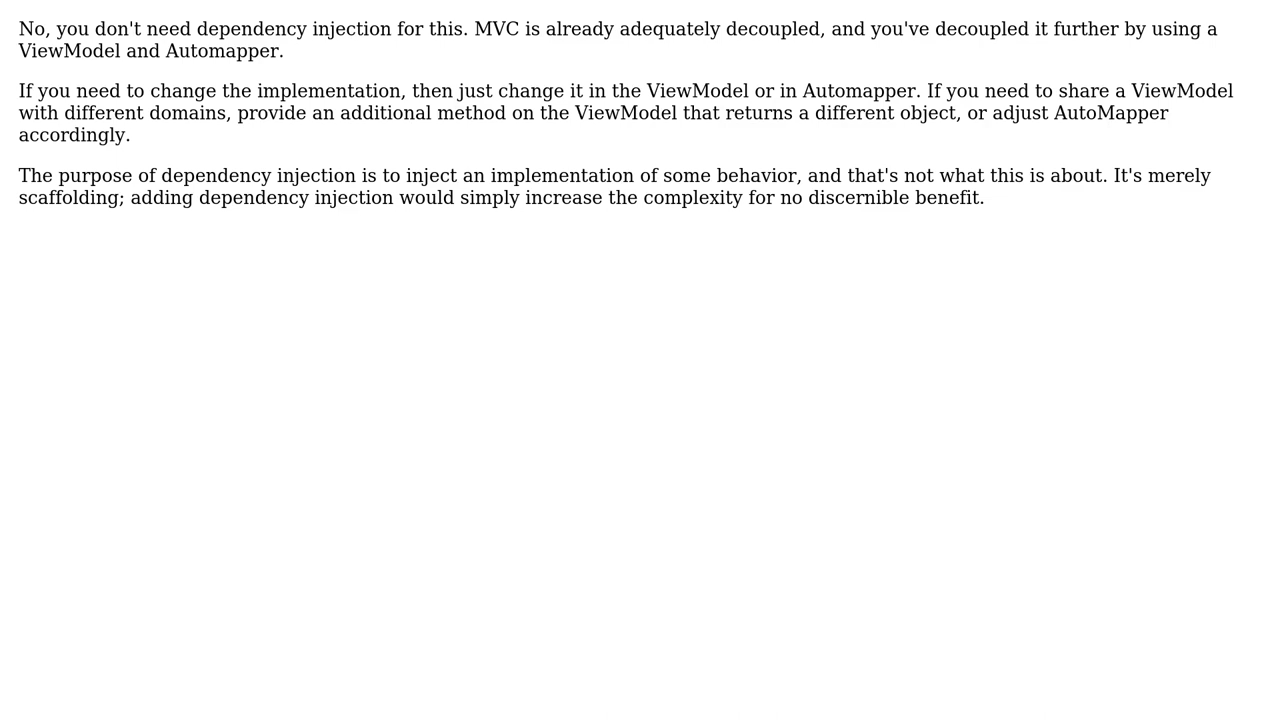 No, you don't need dependency injection for this. MVC is already adequately decoupled, and you've decoupled it further by using a
ViewModel and Automapper.
If you need to change the implementation, then just change it in the ViewModel or in Automapper. If you need to share a ViewModel
with different domains, provide an additional method on the ViewModel that returns a different object, or adjust AutoMapper
accordingly.
The purpose of dependency injection is to inject an implementation of some behavior, and that's not what this is about. It's merely
scaffolding; adding dependency injection would simply increase the complexity for no discernible benefit.